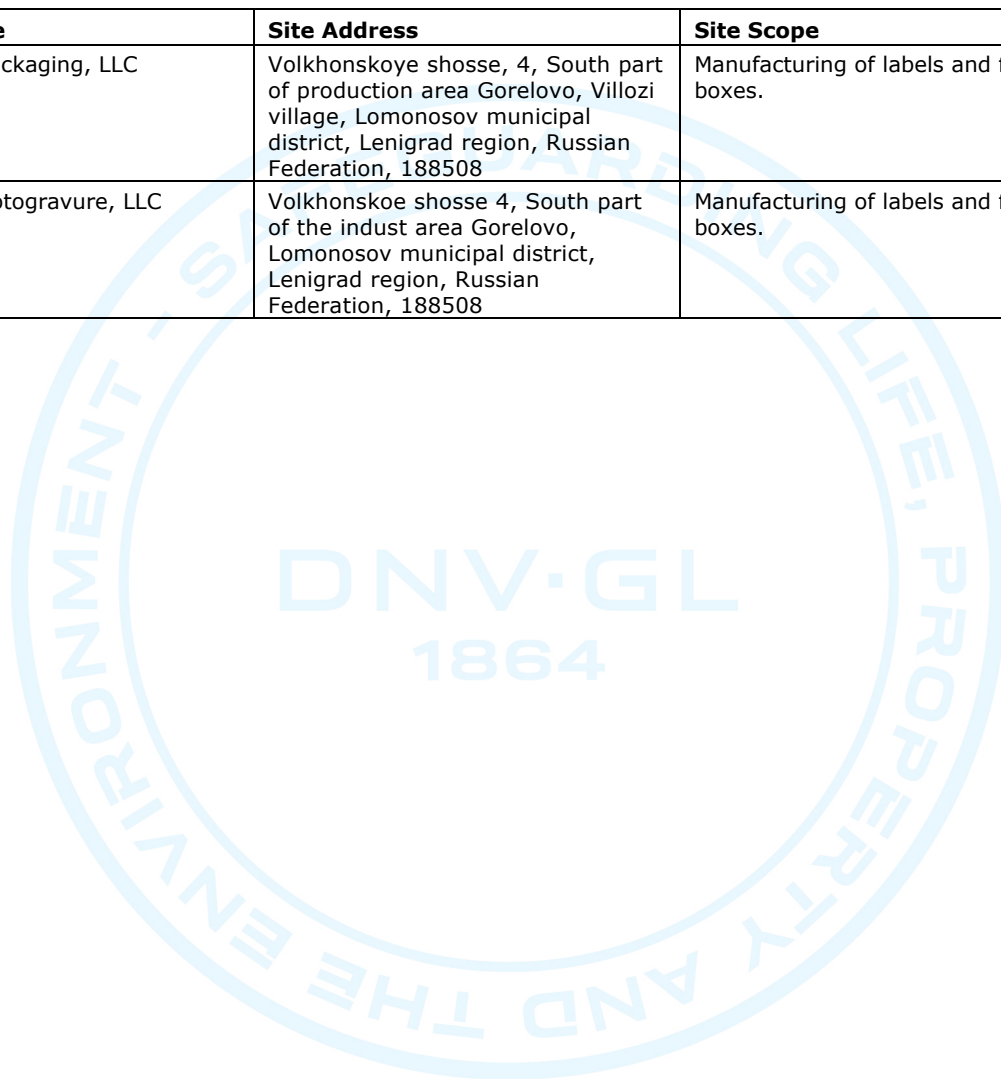 Site Address Site Scope
ckaging, LLC Volkhonskoye shosse, 4, South part Manufacturing of labels and
of production area Gorelovo, Villozi boxes.
village, Lomonosov municipal
district, Lenigrad region, Russian
Federation, 188508
togravure, LLC Volkhonskoe shosse 4, South part Manufacturing of labels and
of the indust area Gorelovo, boxes.
Lomonosov municipal district,
Lenigrad region, Russian
Federation, 188508
SAFEGUARDING LIFE, PROPERTY AND THE ENVIRONMENT -
DNV·GL
1864